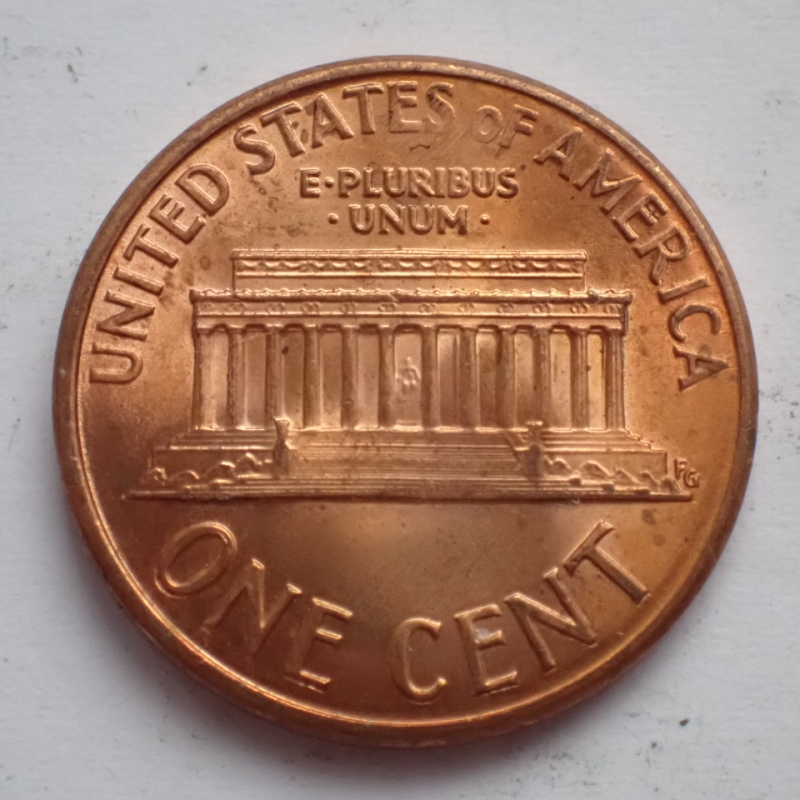 UNITED STATES OF AMERICA
E·PLURIBUS
·UNUM·
FG
ONE CENT